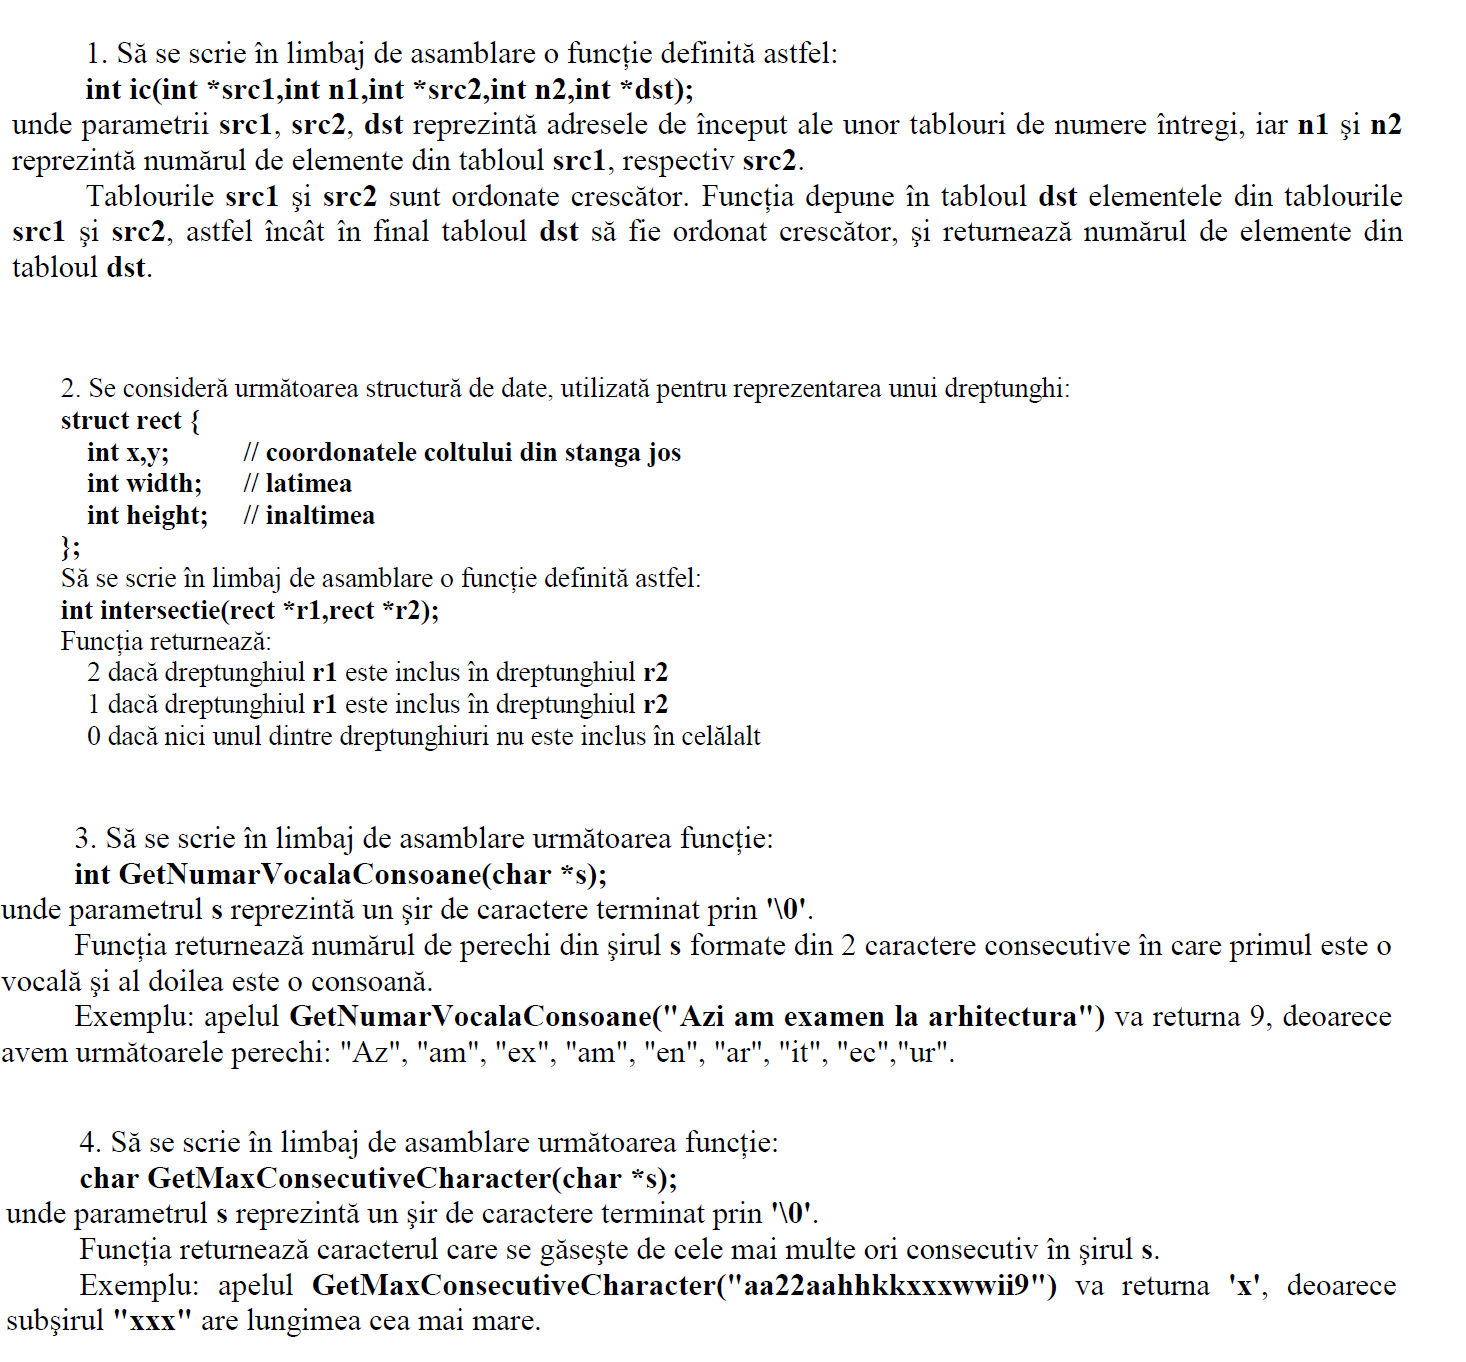 1. Să se scrie în limbaj de asamblare o funcție definită astfel:
int ic(int *src1,int n1,int *src2,int n2,int *dst);
unde parametrii src1, src2, dst reprezintă adresele de început ale unor tablouri de numere întregi, iar n1 şi n2
reprezintă numărul de elemente din tabloul src1, respectiv src2.
Tablourile src1 şi src2 sunt ordonate crescător. Funcția depune în tabloul dst elementele din tablourile
src1 şi src2, astfel încât în final tabloul dst să fie ordonat crescător, şi returnează numărul de elemente din
tabloul dst.
2. Se consideră următoarea structură de date, utilizată pentru reprezentarea unui dreptunghi:
struct rect {
int x,y; // coordonatele coltului din stanga jos
int width; // latimea
int height; // inaltimea
};
Să se scrie în limbaj de asamblare o funcție definită astfel:
int intersectie(rect *r1,rect *r2);
Funcția returnează:
2 dacă dreptunghiul r1 este inclus în dreptunghiul r2
1 dacă dreptunghiul r1 este inclus în dreptunghiul r2
0 dacă nici unul dintre dreptunghiuri nu este inclus în celălalt
3. Să se scrie în limbaj de asamblare următoarea funcție:
int GetNumarVocalaConsoane(char *s);
unde parametrul s reprezintă un şir de caractere terminat prin '\0'.
Funcția returnează numărul de perechi din şirul s formate din 2 caractere consecutive în care primul este o
vocală şi al doilea este o consoană.
Exemplu: apelul GetNumarVocalaConsoane("Azi am examen la arhitectura") va returna 9, deoarece
avem următoarele perechi: "Az", "am", "ex", "am", "en", "ar", "it", "ec","ur".
4. Să se scrie în limbaj de asamblare următoarea funcție:
char GetMaxConsecutiveCharacter(char *s);
unde parametrul s reprezintă un şir de caractere terminat prin '\0'.
Funcția returnează caracterul care se găseşte de cele mai multe ori consecutiv în şirul s.
Exemplu: apelul GetMaxConsecutiveCharacter("aa22aahhkkxxxwwii9") va returna 'x', deoarece
subşirul "xxx" are lungimea cea mai mare.